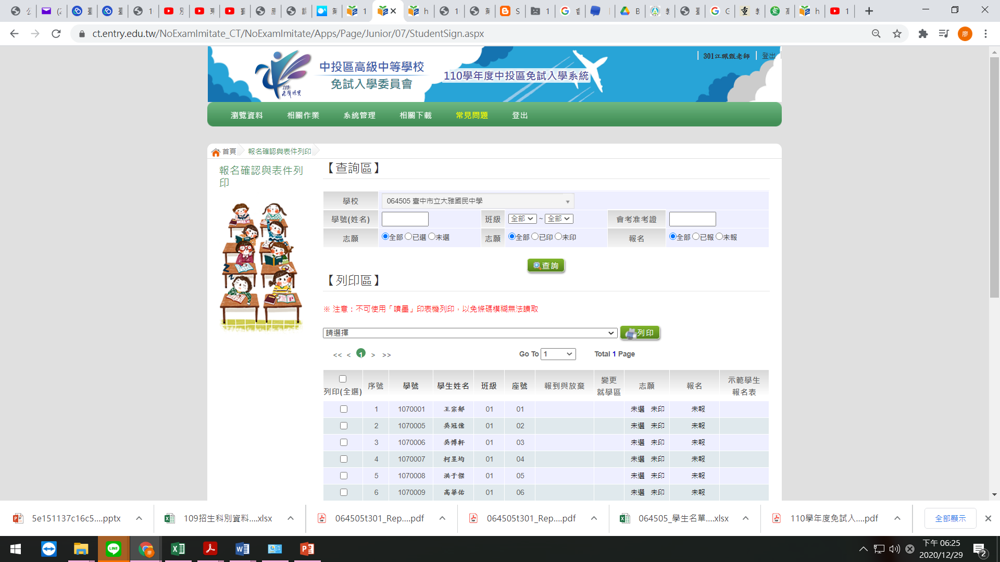 ct.entry.edu.tw/NoExamImitate_CT/NoExamImitate/Apps/Page/Junior/07/StudentSign.aspx
301江珮甄老師
登出
中投區高級中等學校
免試入學委員會
110學年度中投區免試入學系統
瀏覽資料 相關作業 系統管理 相關下載 常見問題 登出
首頁 報名確認與表件列印
報名確認與表件列
印
【查詢區】
學校 064505 臺中市立大雅國民中學
學號(姓名) 班級 全部 ~ 全部 會考准考證
志願 全部 已選 未選 志願 全部 已印 未印 報名 全部 已報 未報
查詢
【列印區】
※ 注意：不可使用「噴墨」印表機列印，以免條碼模糊無法讀取
請選擇 列印
<< < 1 > >> Go To 1 Total 1 Page
列印(全選) 序號 學號 學生姓名 班級 座號 報到與放棄 變更
就學區 志願 報名 示範學生
報名表
1 1070001 王宗郁 01 01 未選 未印 未報
2 1070005 吳冠億 01 02 未選 未印 未報
3 1070006 吳博軒 01 03 未選 未印 未報
4 1070007 柯昱均 01 04 未選 未印 未報
5 1070008 洪于傑 01 05 未選 未印 未報
6 1070009 高華佑 01 06 未選 未印 未報
5e151137c16c5....pptx
109招生科別資料....xlsx
064505t301_Rep....pdf
064505t301_Rep....pdf
064505_學生名單....xlsx
110學年度免試入....pdf
全部顯示
下午 06:25
2020/12/29
2